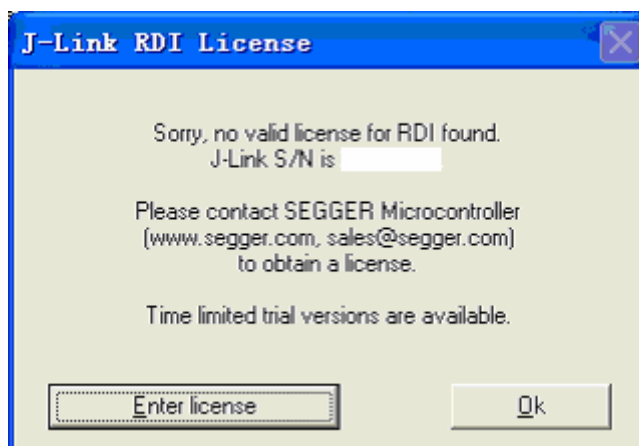 J-Link RDI License
Sorry, no valid license for RDI found.
J-Link S/N is
Please contact SEGGER Microcontroller
(www.segger.com, sales@segger.com)
to obtain a license.
Time limited trial versions are available.
Enter license
Ok